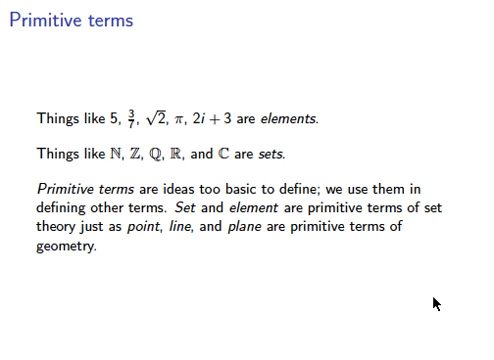 Primitive terms
Things like 5, 3/7, √2, π, 2i + 3 are elements.
Things like ℕ, ℤ, ℚ, ℝ, and ℂ are sets.
Primitive terms are ideas too basic to define; we use them in
defining other terms. Set and element are primitive terms of set
theory just as point, line, and plane are primitive terms of
geometry.